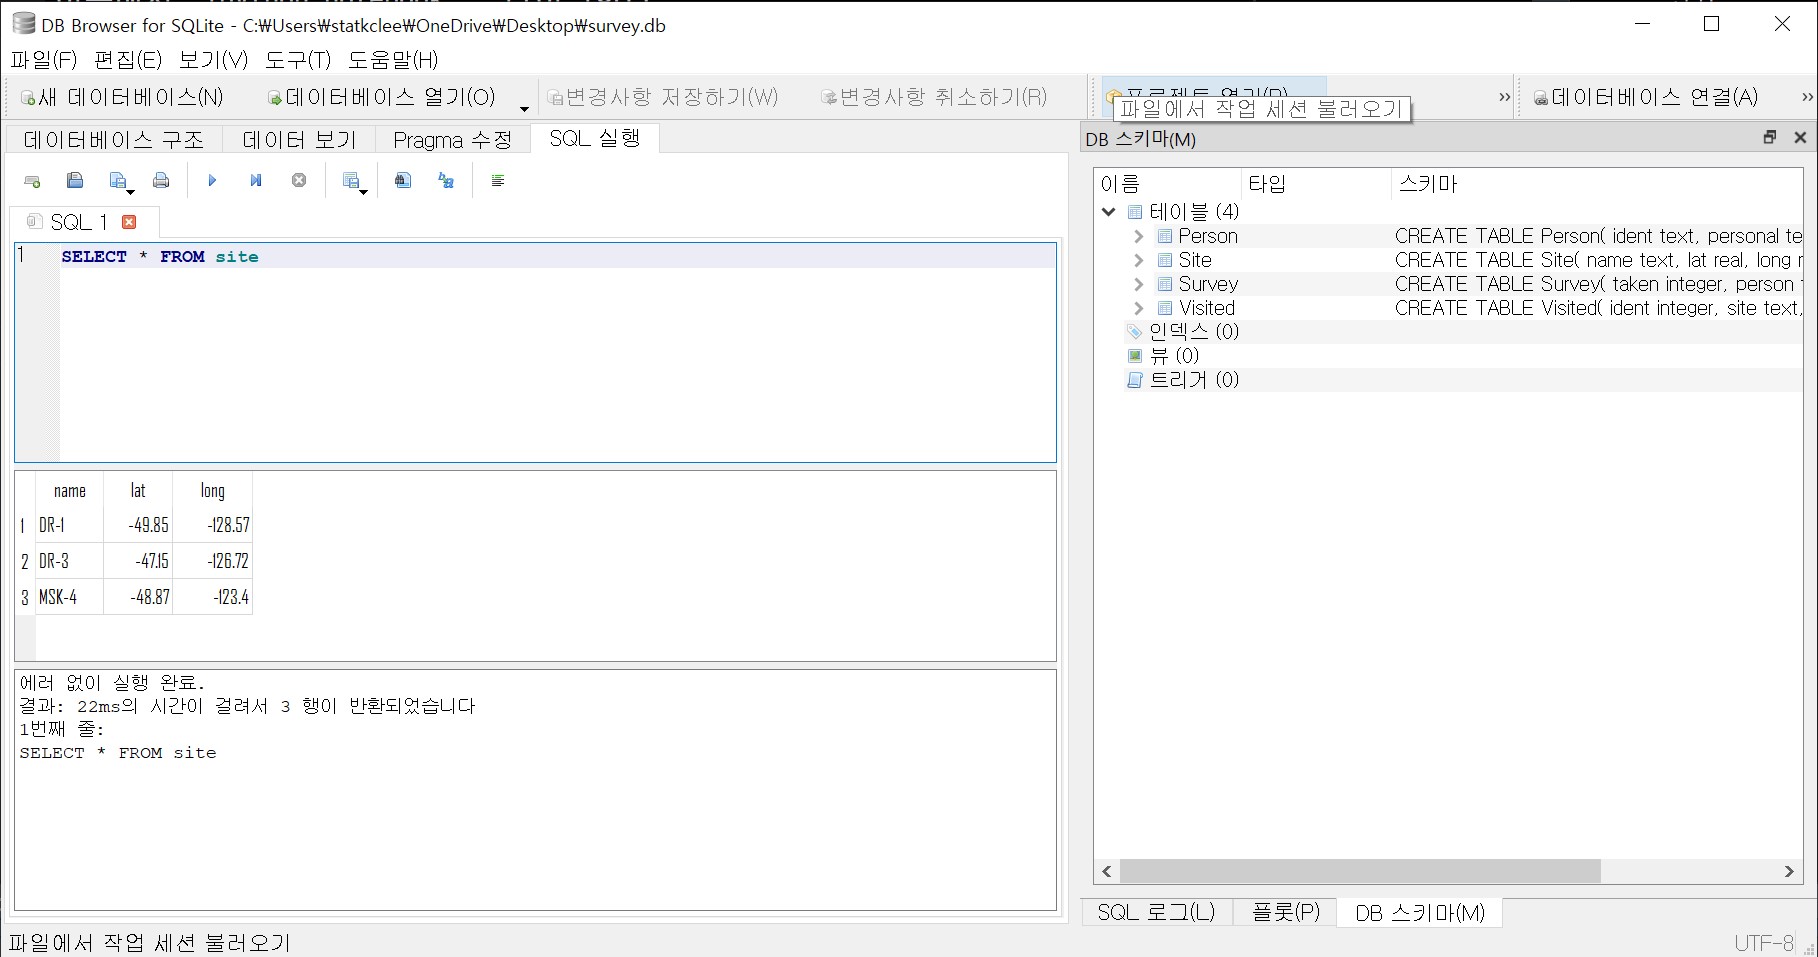 DB Browser for SQLite - C:₩Users₩statkclee₩OneDrive₩Desktop₩survey.db
파일(F) 편집(E) 보기(V) 도구(T) 도움말(H)
새 데이터베이스(N) 데이터베이스 열기(O) 변경사항 저장하기(W) 변경사항 취소하기(R) 프로젝트 열기(P) » 데이터베이스 연결(A) »
파일에서 작업 세션 불러오기
데이터베이스 구조 데이터 보기 Pragma 수정 SQL 실행
SQL 1
1 SELECT * FROM site
name lat long
1 DR-1 -49.85 -128.57
2 DR-3 -47.15 -126.72
3 MSK-4 -48.87 -123.4
에러 없이 실행 완료.
결과: 22ms의 시간이 걸려서 3 행이 반환되었습니다
1번째 줄:
SELECT * FROM site
DB 스키마(M)
이름 타입 스키마
테이블 (4)
Person CREATE TABLE Person( ident text, personal te
Site CREATE TABLE Site( name text, lat real, long r
Survey CREATE TABLE Survey( taken integer, person
Visited CREATE TABLE Visited( ident integer, site text,
인덱스 (0)
뷰 (0)
트리거 (0)
SQL 로그(L) 플롯(P) DB 스키마(M)
파일에서 작업 세션 불러오기
UTF-8